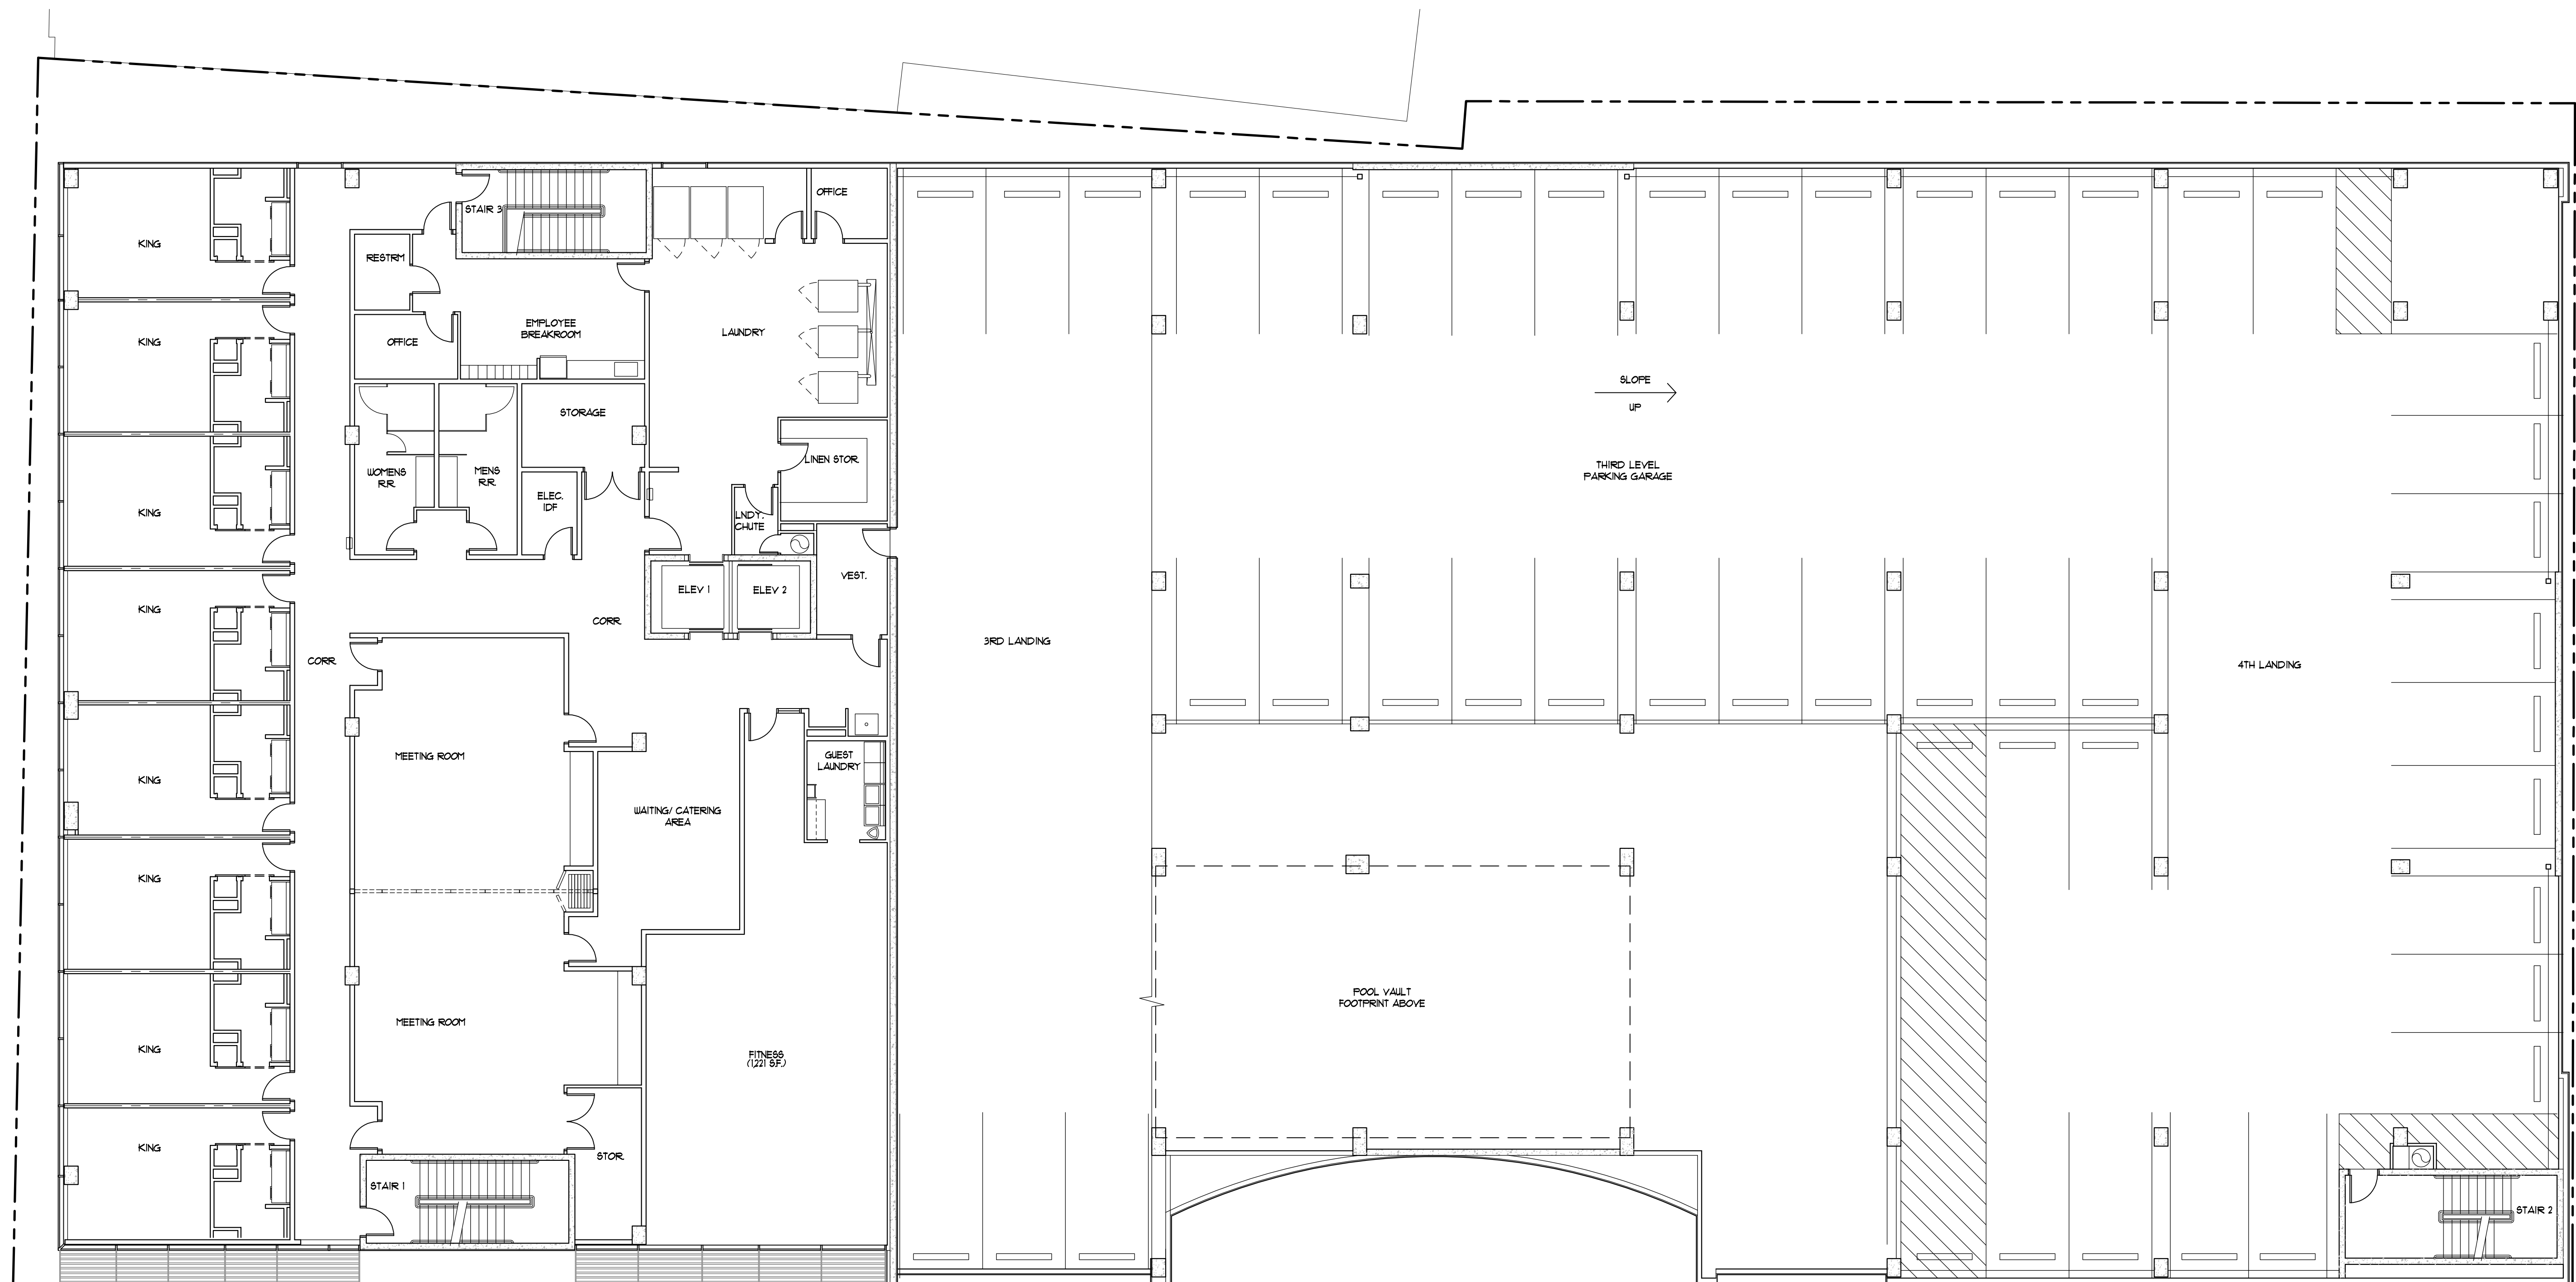 OFFICE
STAIR 3
KING
RESTRM
EMPLOYEE
BREAKROOM
LAUNDRY
KING
OFFICE
SLOPE
UP
STORAGE
LINEN STOR.
WOMENS
R.R.
MENS
R.R.
THIRD LEVEL
PARKING GARAGE
ELEC.
IDF
KING
LNDY.
CHUTE
VEST.
ELEV 1
ELEV 2
KING
CORR.
3RD LANDING
CORR.
4TH LANDING
MEETING ROOM
GUEST
LAUNDRY
KING
WAITING/ CATERING
AREA
KING
POOL VAULT
FOOTPRINT ABOVE
MEETING ROOM
KING
FITNESS
(1,221 S.F.)
KING
STOR.
STAIR 1
STAIR 2